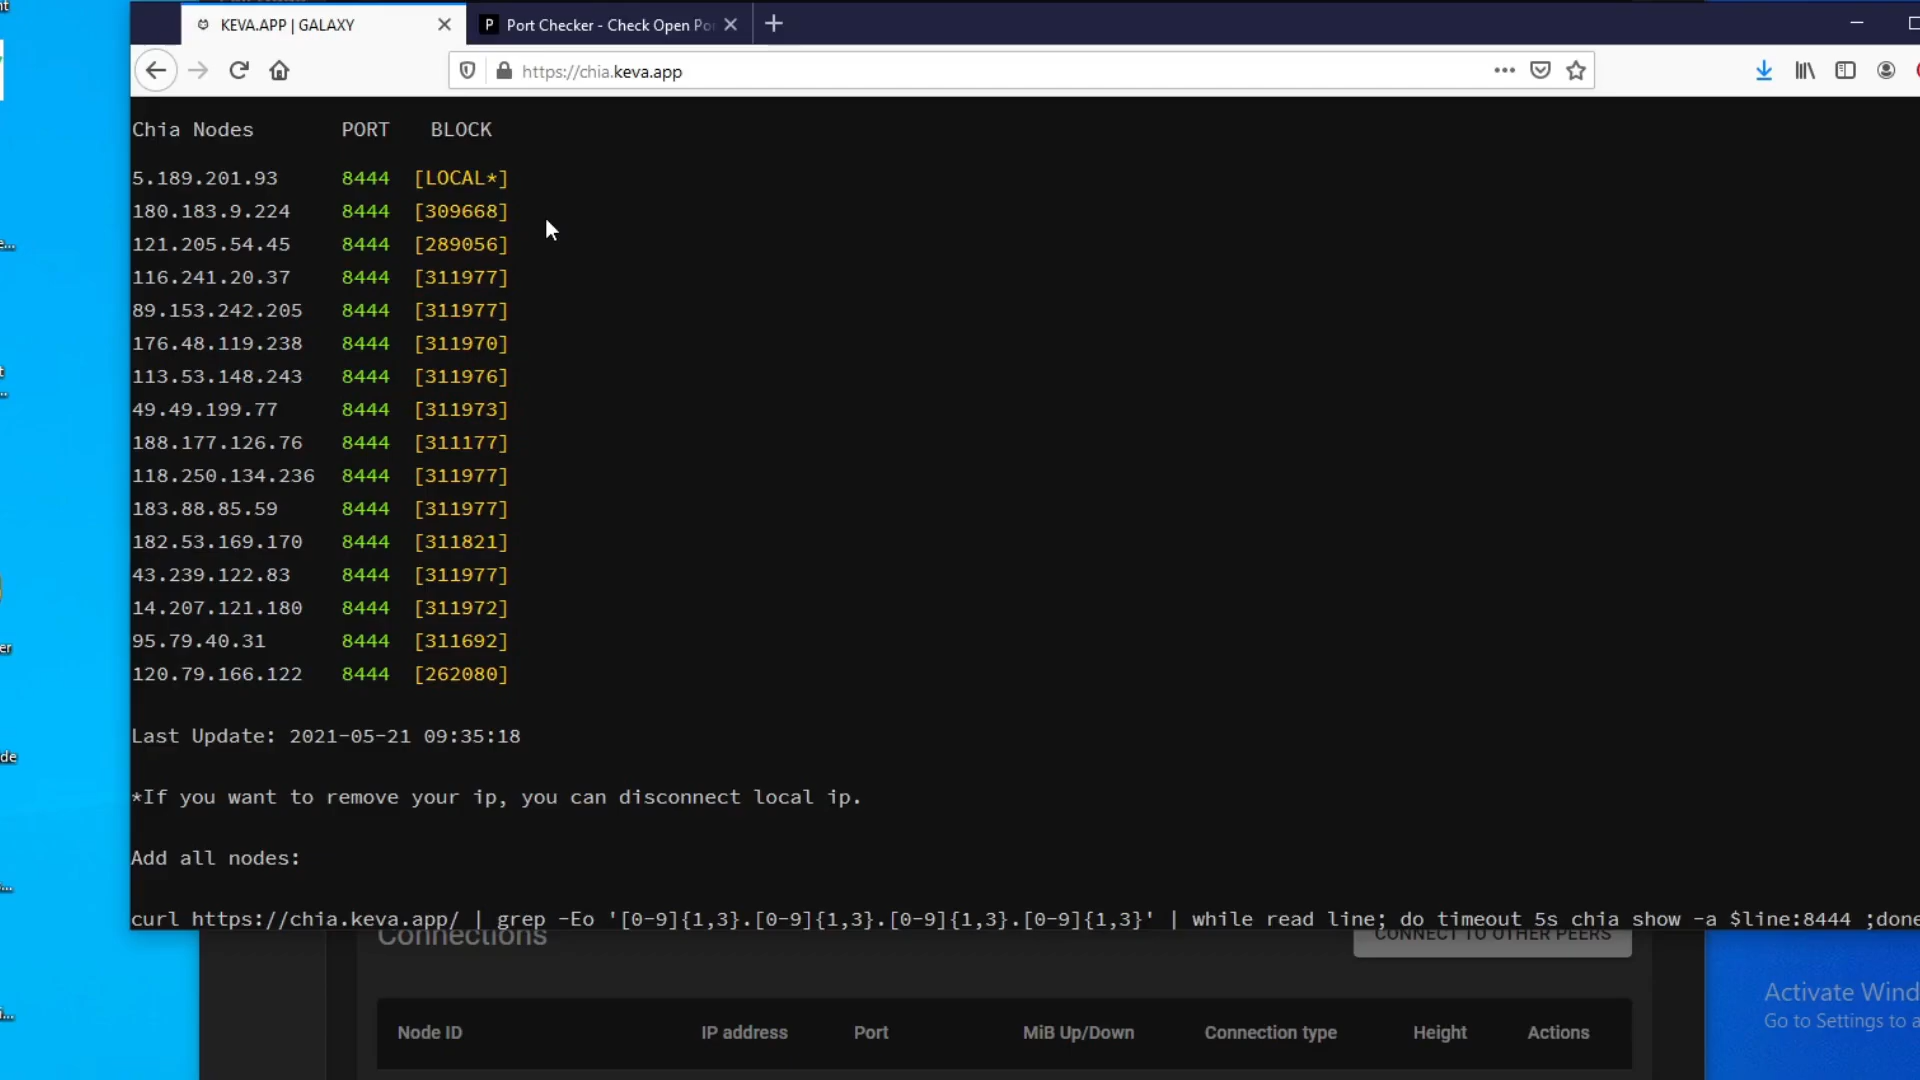 nt
KEVA.APP | GALAXY
P Port Checker - Check Open Por
https://chia.keva.app
Chia Nodes PORT BLOCK
5.189.201.93 8444 [LOCAL*]
180.183.9.224 8444 [309668]
121.205.54.45 8444 [289056]
116.241.20.37 8444 [311977]
89.153.242.205 8444 [311977]
176.48.119.238 8444 [311970]
113.53.148.243 8444 [311976]
49.49.199.77 8444 [311973]
188.177.126.76 8444 [311177]
118.250.134.236 8444 [311977]
183.88.85.59 8444 [311977]
182.53.169.170 8444 [311821]
43.239.122.83 8444 [311977]
14.207.121.180 8444 [311972]
95.79.40.31 8444 [311692]
120.79.166.122 8444 [262080]
Last Update: 2021-05-21 09:35:18
*If you want to remove your ip, you can disconnect local ip.
Add all nodes:
curl https://chia.keva.app/ | grep -Eo '[0-9]{1,3}.[0-9]{1,3}.[0-9]{1,3}.[0-9]{1,3}' | while read line; do timeout 5s chia show -a $line:8444 ;done
Connections
CONNECT TO OTHER PEERS
Node ID IP address Port MiB Up/Down Connection type Height Actions
Activate Wind
Go to Settings to a
e...
t
...
er
de